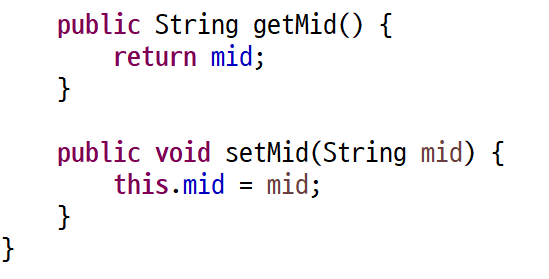 public String getMid() {
return mid;
}
public void setMid(String mid) {
this.mid = mid;
}
}